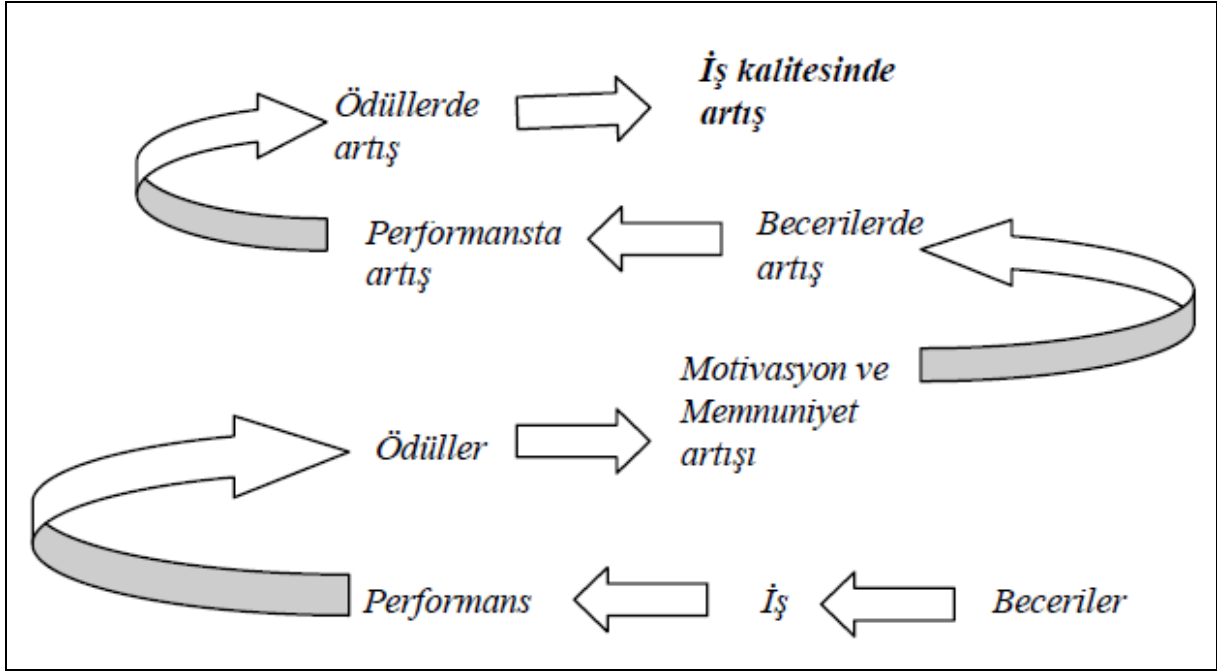 Ödüllerde
artış
İş kalitesinde
artış
Performansta
artış
Becerilerde
artış
Ödüller
Motivasyon ve
Memnuniyet
artışı
Performans
İş
Beceriler